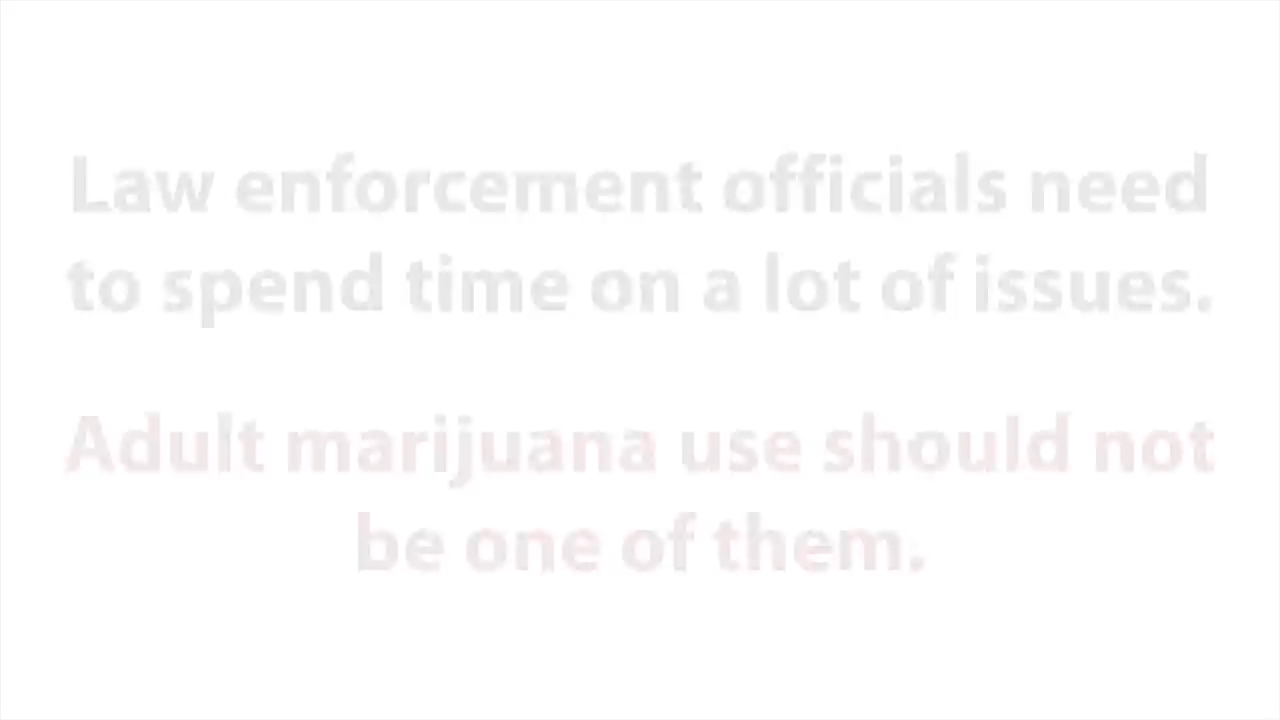 Law enforcement officials need
to spend time on a lot of issues.
Adult marijuana use should not
be one of them.